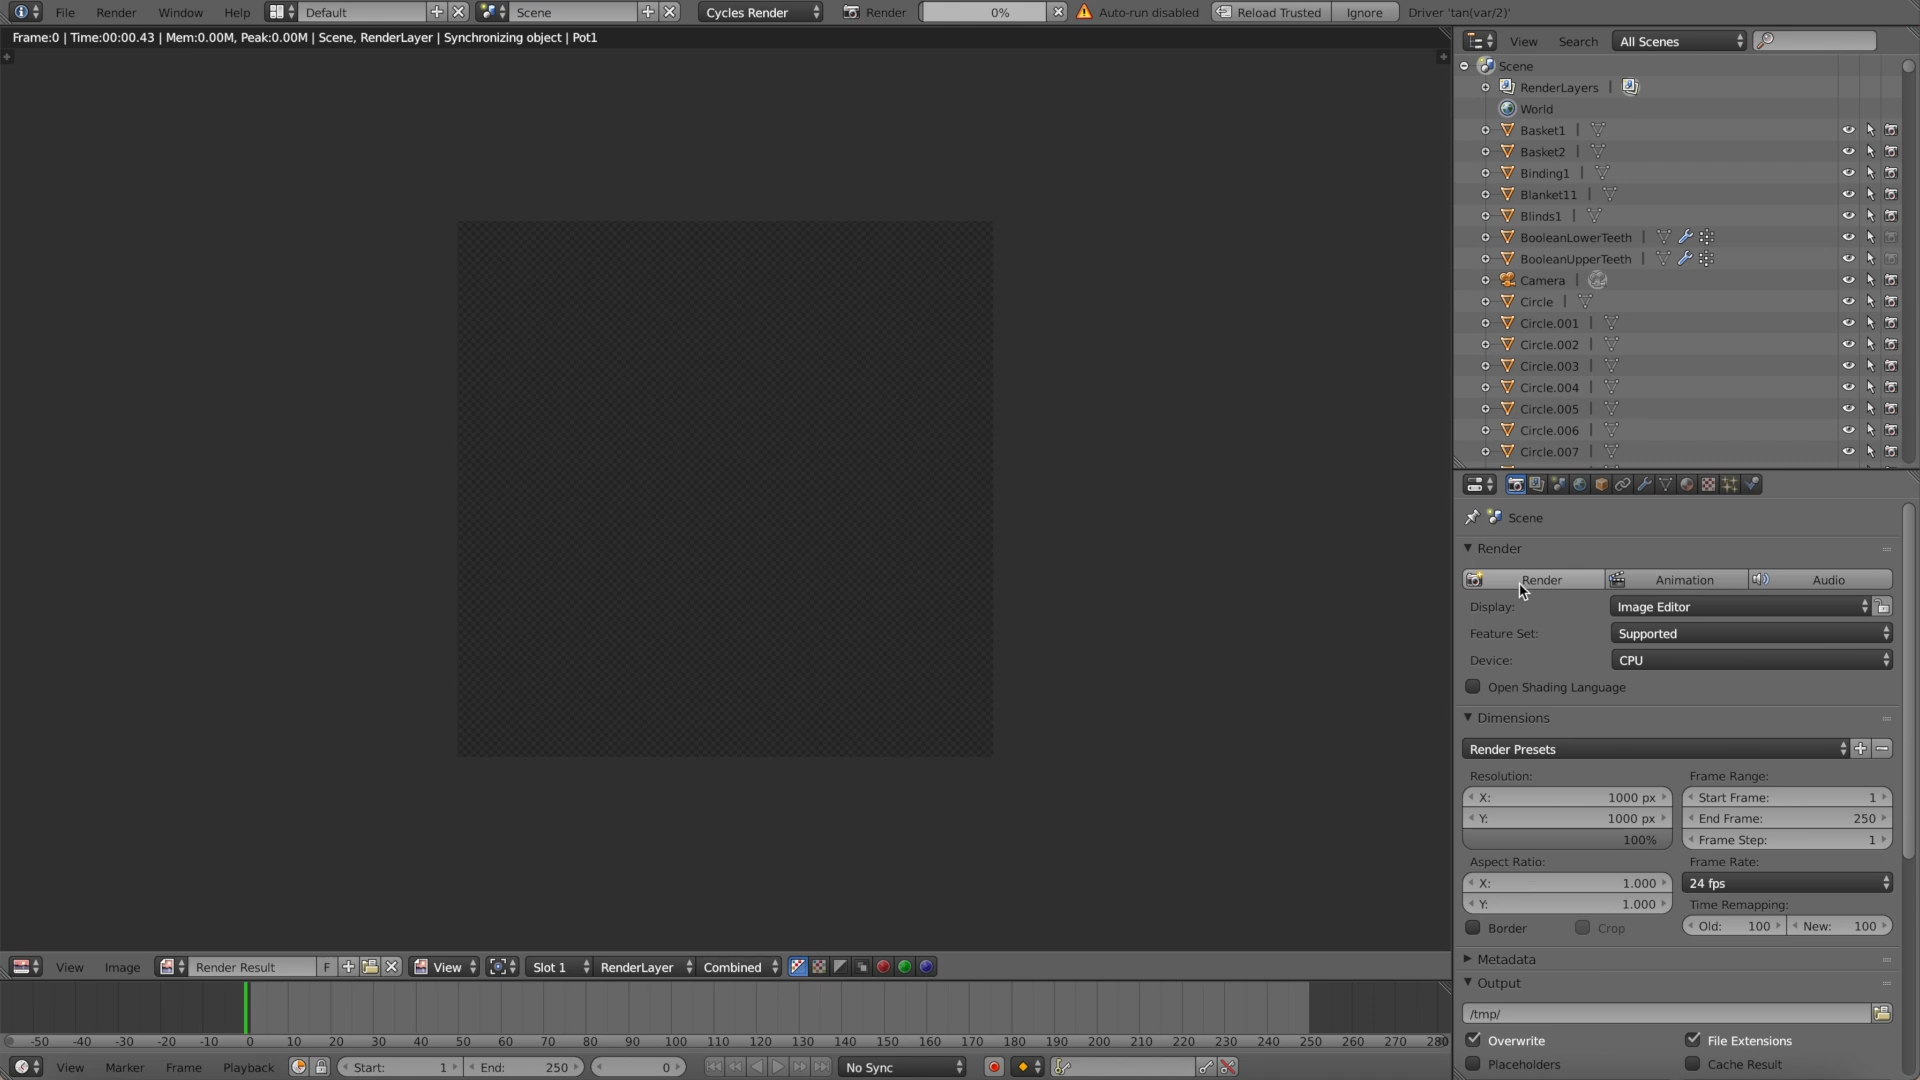 File Render Window Help Default Scene Cycles Render Render 0% Auto-run disabled Reload Trusted Ignore Driver 'tan(var/2)'
Frame:0 | Time:00:00.43 | Mem:0.00M, Peak:0.00M | Scene, RenderLayer | Synchronizing object | Pot1
View Search All Scenes
Scene
RenderLayers
World
Basket1
Basket2
Binding1
Blanket11
Blinds1
BooleanLowerTeeth
BooleanUpperTeeth
Camera
Circle
Circle.001
Circle.002
Circle.003
Circle.004
Circle.005
Circle.006
Circle.007
Scene
Render
Render Animation Audio
Display: Image Editor
Feature Set: Supported
Device: CPU
Open Shading Language
Dimensions
Render Presets
Resolution: Frame Range:
X: 1000 px Start Frame: 1
Y: 1000 px End Frame: 250
100% Frame Step: 1
Aspect Ratio: Frame Rate:
X: 1.000 24 fps
Y: 1.000 Time Remapping:
Border Crop Old: 100 New: 100
Metadata
Output
/tmp/
Overwrite File Extensions
Placeholders Cache Result
View Image Render Result F View Slot 1 RenderLayer Combined
-50 -40 -30 -20 -10 0 10 20 30 40 50 60 70 80 90 100 110 120 130 140 150 160 170 180 190 200 210 220 230 240 250 260 270 280
View Marker Frame Playback Start: 1 End: 250 0 No Sync